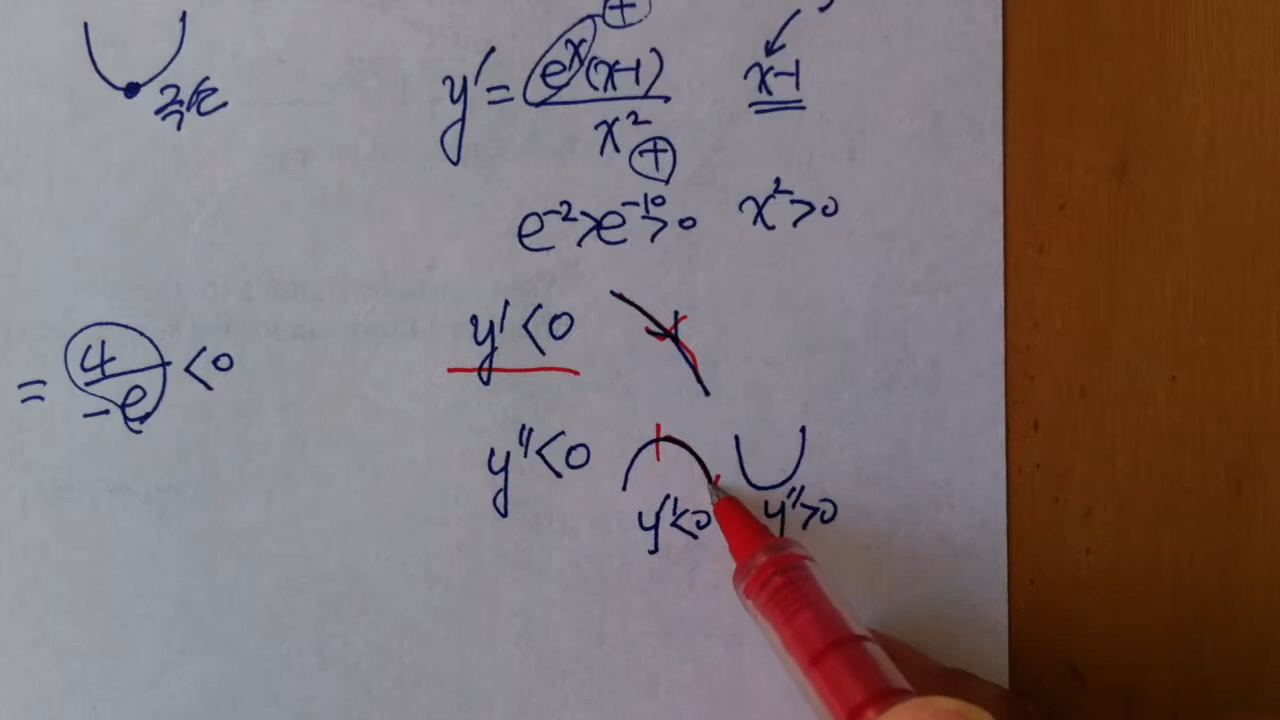 y' = e^x(x-1) / x^2
x-1
+
+
e^-2 > e^-10 > 0
x^2 > 0
y' < 0
= 4 / -e < 0
y'' < 0
y' < 0
y'' > 0